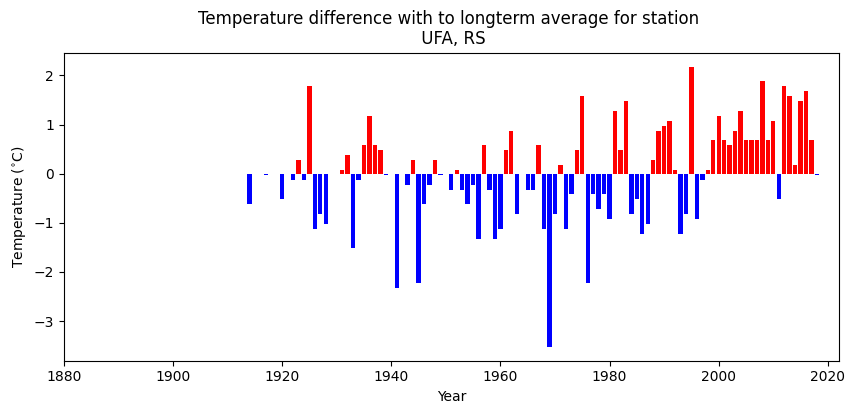 Temperature difference with to longterm average for station
UFA, RS
2
1
0
−1
−2
−3
Temperature (°C)
1880 1900 1920 1940 1960 1980 2000 2020
Year